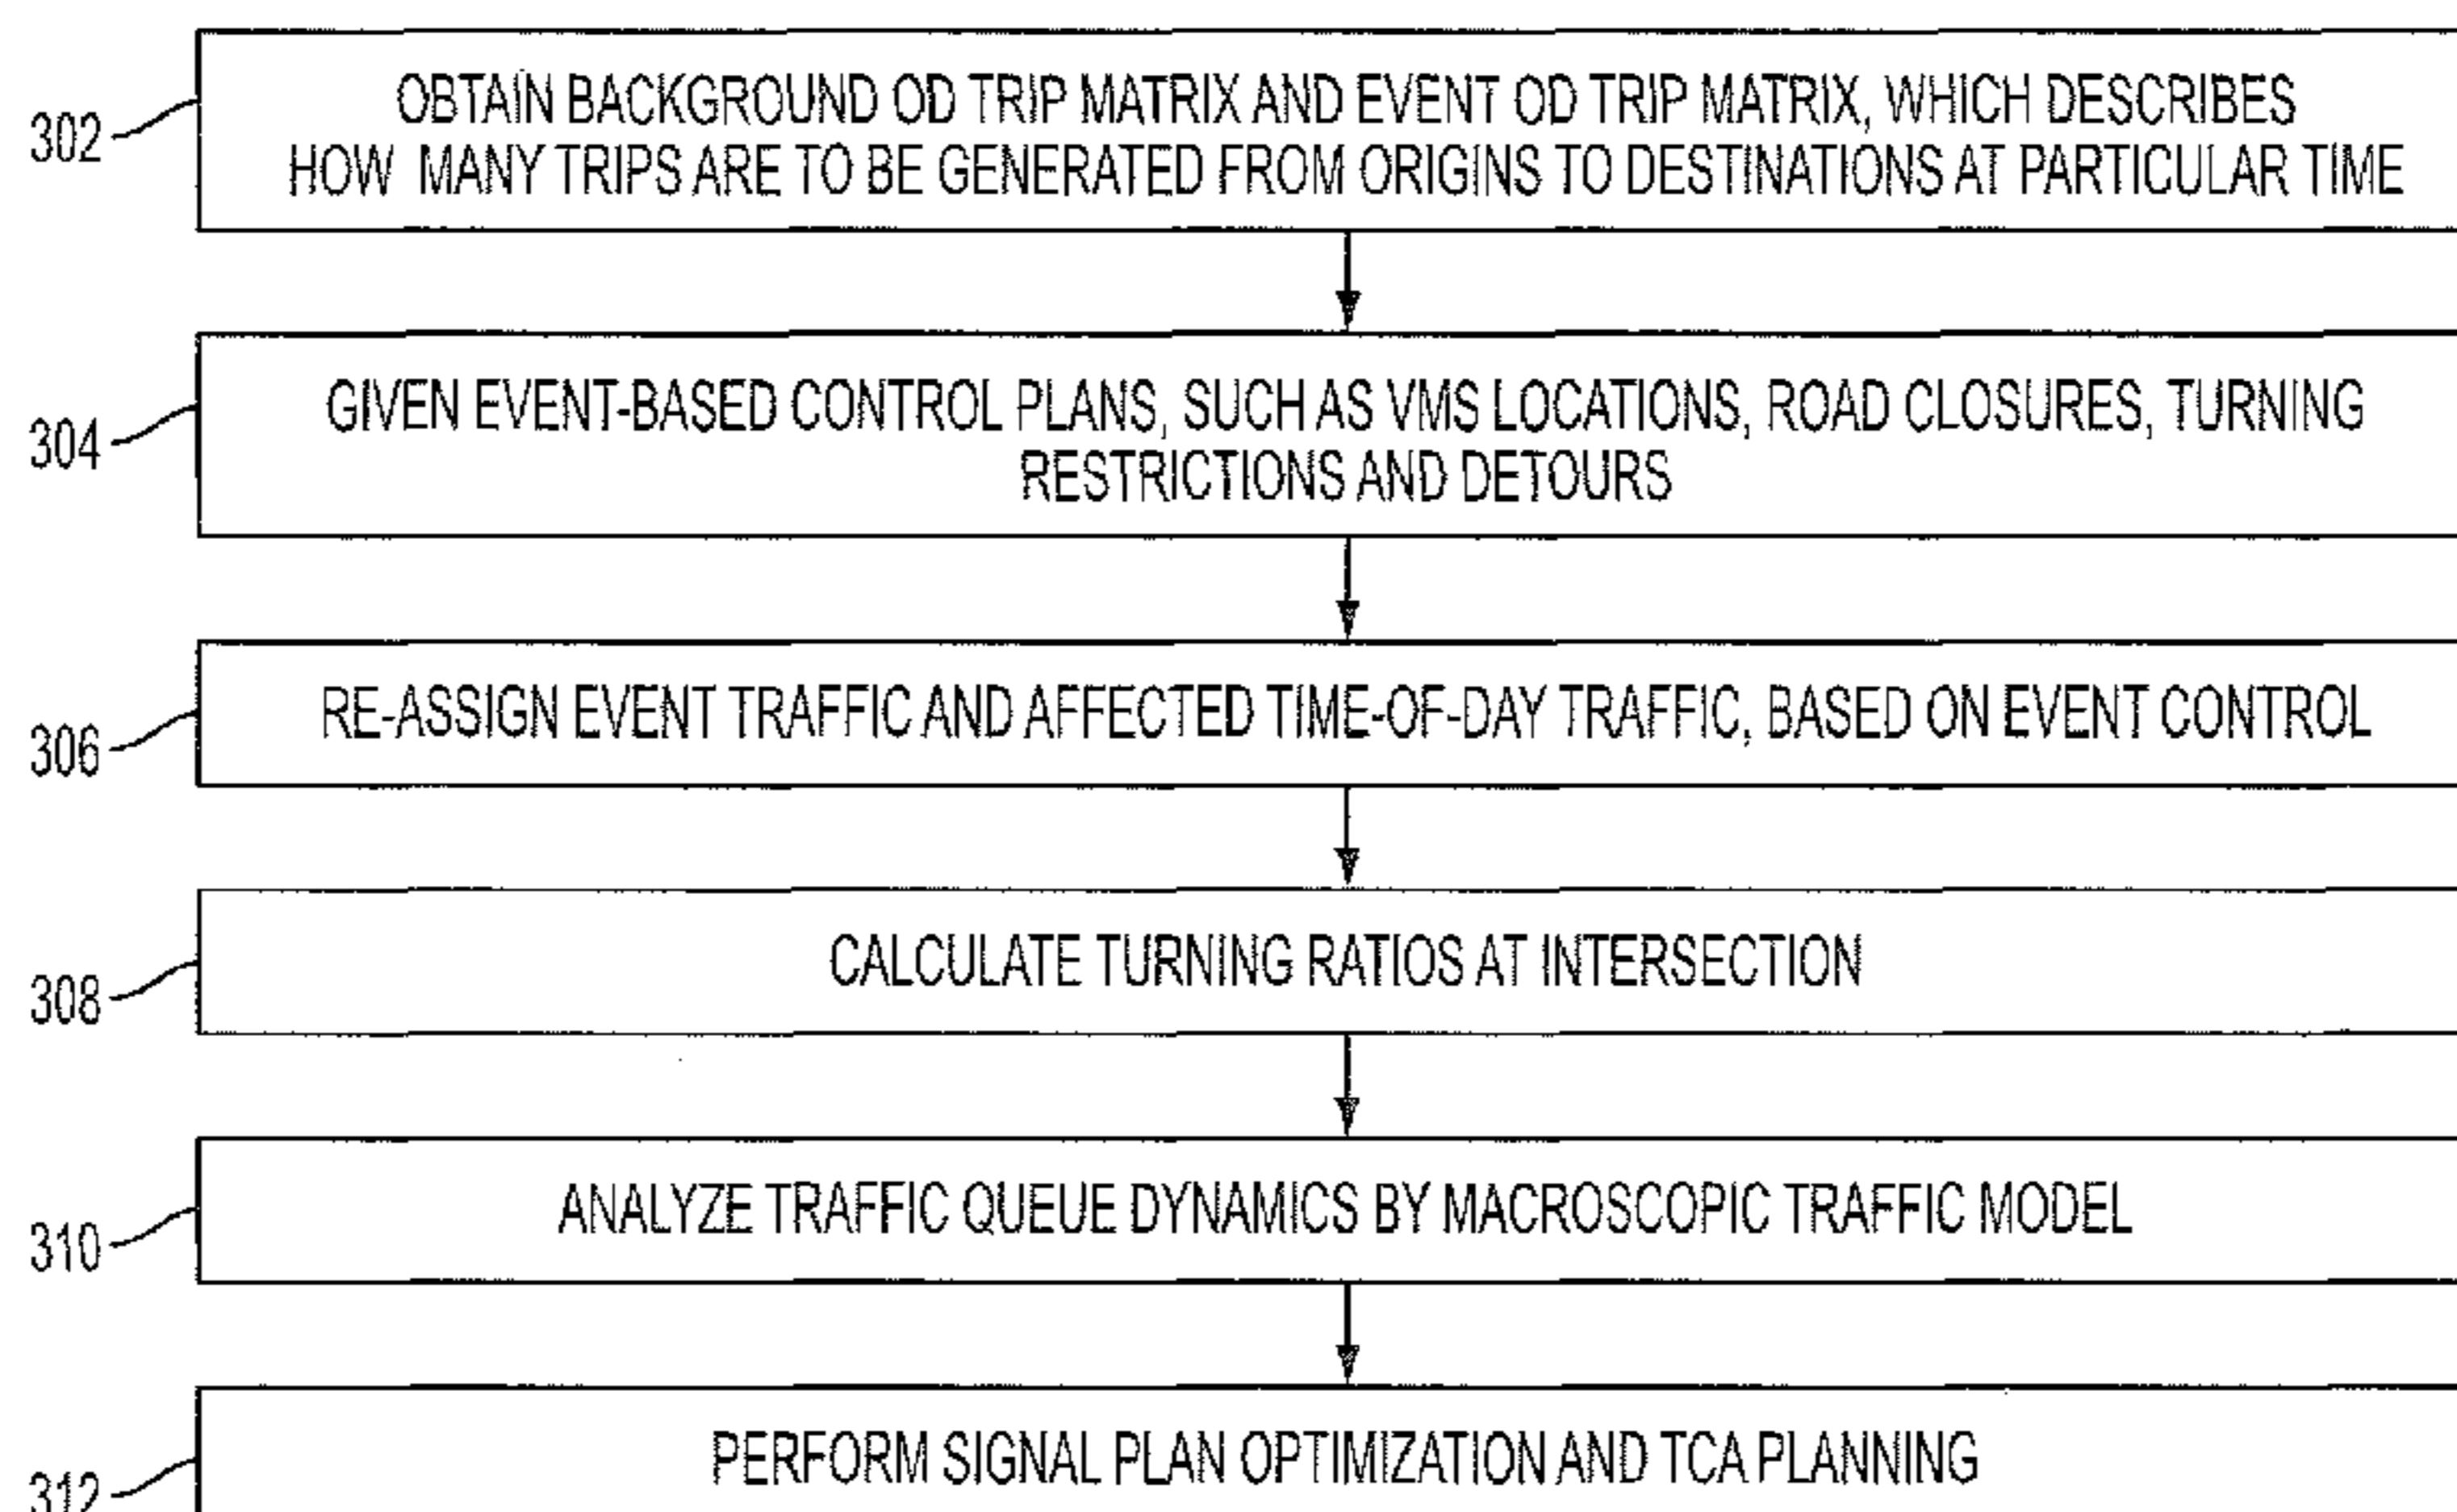 302
OBTAIN BACKGROUND OD TRIP MATRIX AND EVENT OD TRIP MATRIX, WHICH DESCRIBES
HOW MANY TRIPS ARE TO BE GENERATED FROM ORIGINS TO DESTINATIONS AT PARTICULAR TIME
304
GIVEN EVENT-BASED CONTROL PLANS, SUCH AS VMS LOCATIONS, ROAD CLOSURES, TURNING
RESTRICTIONS AND DETOURS
306
RE-ASSIGN EVENT TRAFFIC AND AFFECTED TIME-OF-DAY TRAFFIC, BASED ON EVENT CONTROL
308
CALCULATE TURNING RATIOS AT INTERSECTION
310
ANALYZE TRAFFIC QUEUE DYNAMICS BY MACROSCOPIC TRAFFIC MODEL
312
PERFORM SIGNAL PLAN OPTIMIZATION AND TCA PLANNING